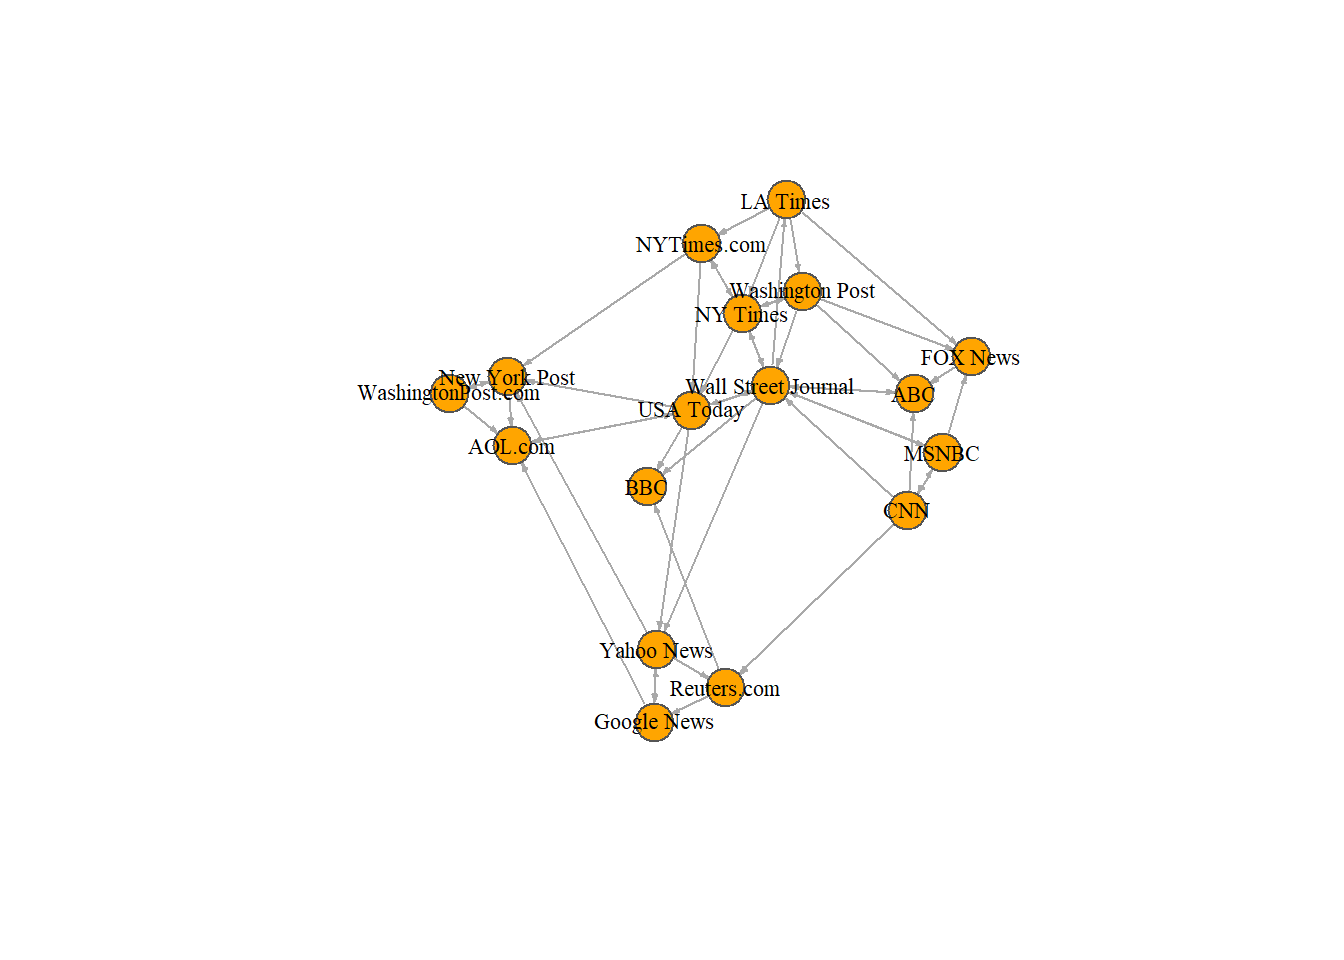 LA Times
NYTimes.com
Washington Post
NY Times
FOX News
New York Post
WashingtonPost.com
Wall Street Journal
ABC
USA Today
AOL.com
MSNBC
BBC
CNN
Yahoo News
Reuters.com
Google News